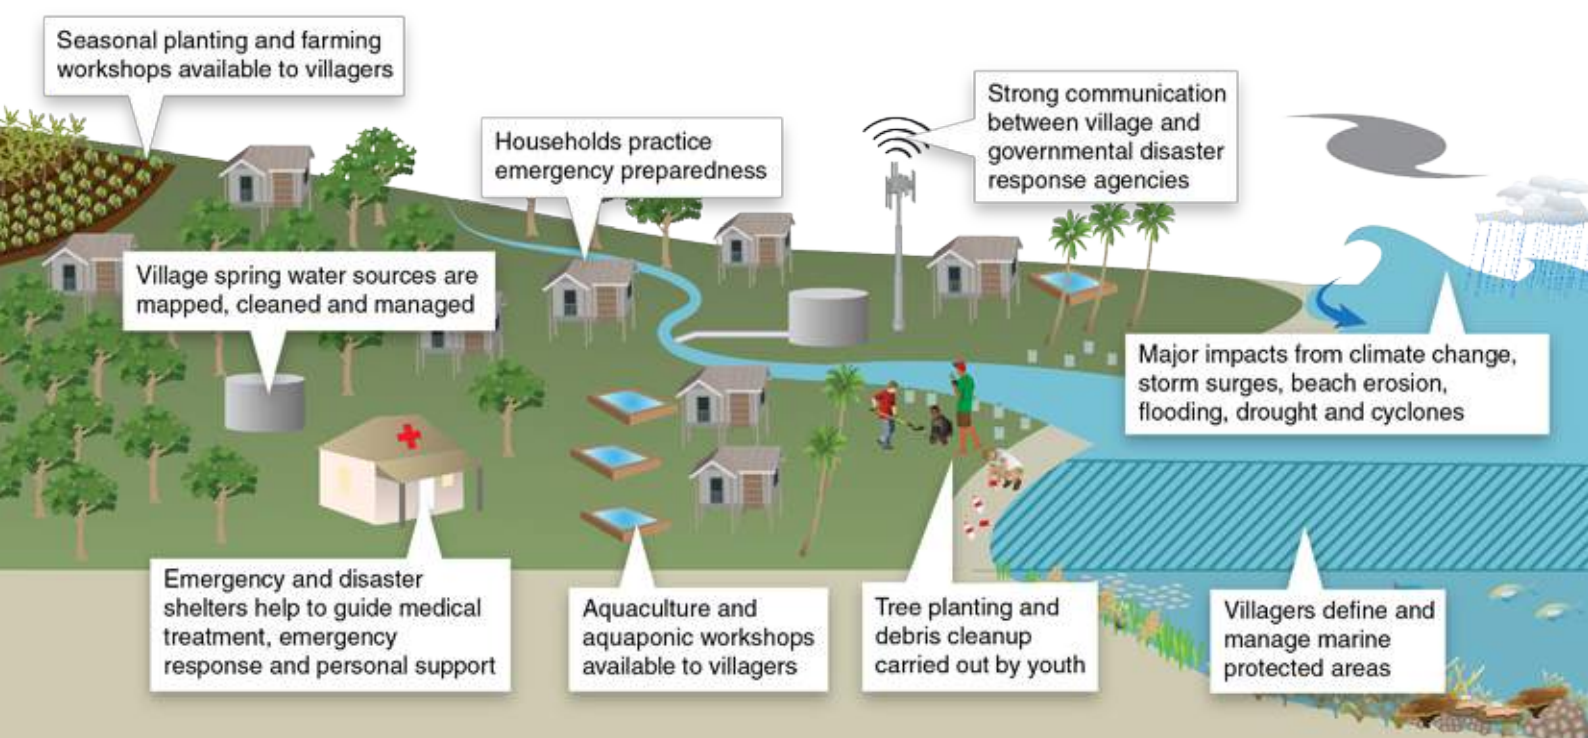 Seasonal planting and farming
workshops available to villagers
Households practice
emergency preparedness
Strong communication
between village and
governmental disaster
response agencies
Village spring water sources are
mapped, cleaned and managed
Major impacts from climate change,
storm surges, beach erosion,
flooding, drought and cyclones
Emergency and disaster
shelters help to guide medical
treatment, emergency
response and personal support
Aquaculture and
aquaponic workshops
available to villagers
Tree planting and
debris cleanup
carried out by youth
Villagers define and
manage marine
protected areas